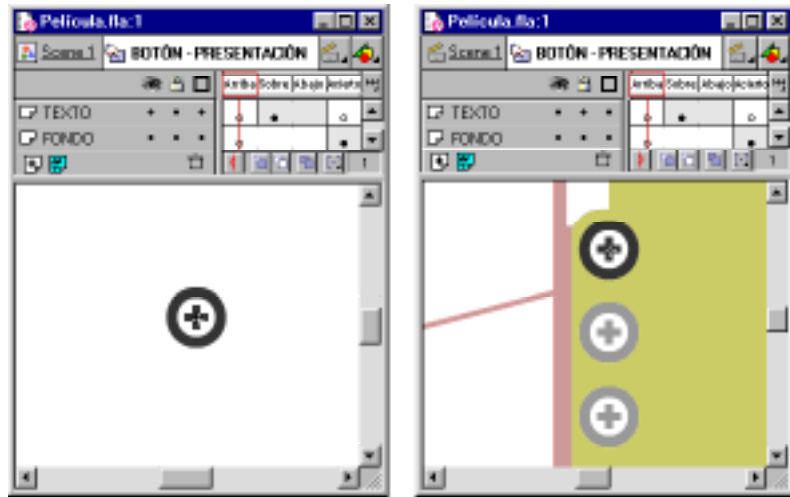 Película.fla:1
Scene 1 BOTÓN - PRESENTACIÓN
Arriba Sobre Abajo
TEXTO
FONDO
1
Película.fla:1
Scene 1 BOTÓN - PRESENTACIÓN
Arriba Sobre Abajo
TEXTO
FONDO
1